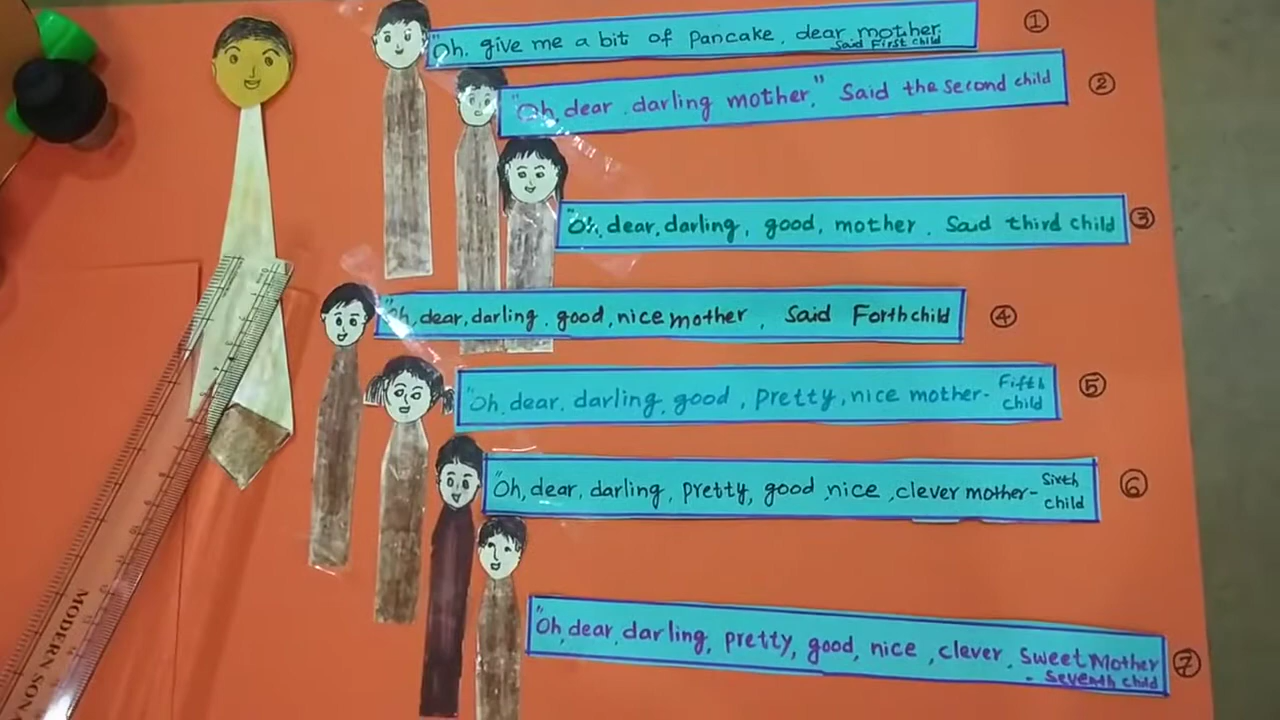 "Oh, give me a bit of Pancake, dear mother,
Said First child
①
"Oh, dear, darling mother," Said the second child
②
"Oh, dear, darling, good, mother. Said third child
③
"Oh, dear, darling, good, nice mother, Said Forth child
④
"Oh, dear, darling, good, Pretty, nice mother- Fifth child
⑤
"Oh, dear, darling, pretty, good, nice, clever mother- Sixth child
⑥
"Oh, dear, darling, pretty, good, nice, clever, sweet Mother
- Seventh child
⑦
MODERN